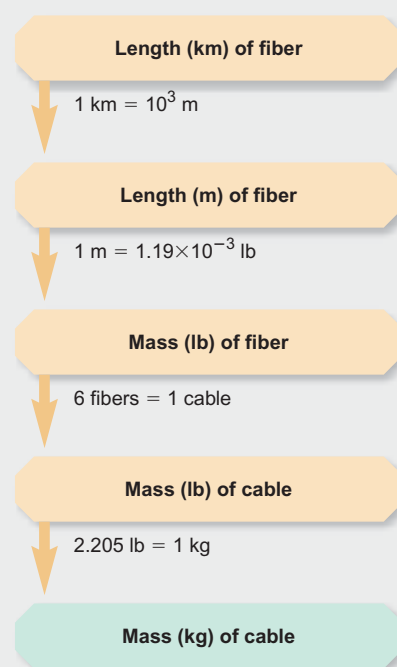 Length (km) of fiber
1 km = 10³ m
Length (m) of fiber
1 m = 1.19×10⁻³ lb
Mass (lb) of fiber
6 fibers = 1 cable
Mass (lb) of cable
2.205 lb = 1 kg
Mass (kg) of cable